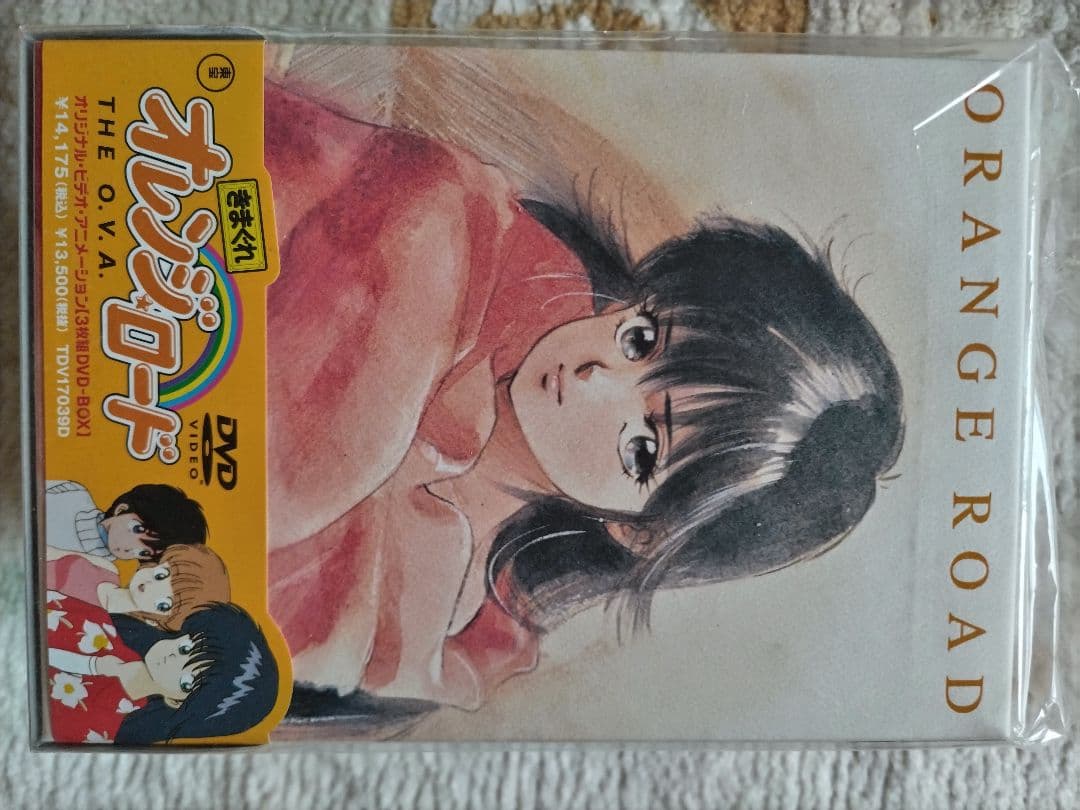 ORANGE ROAD
東宝
きまぐれ
オレンジ★ロード
THE O.V.A.
オリジナル・ビデオ・アニメーション【3枚組DVD-BOX】
¥14,175(税込) ¥13,500(税抜) TDV17039D
DVD
VIDEO